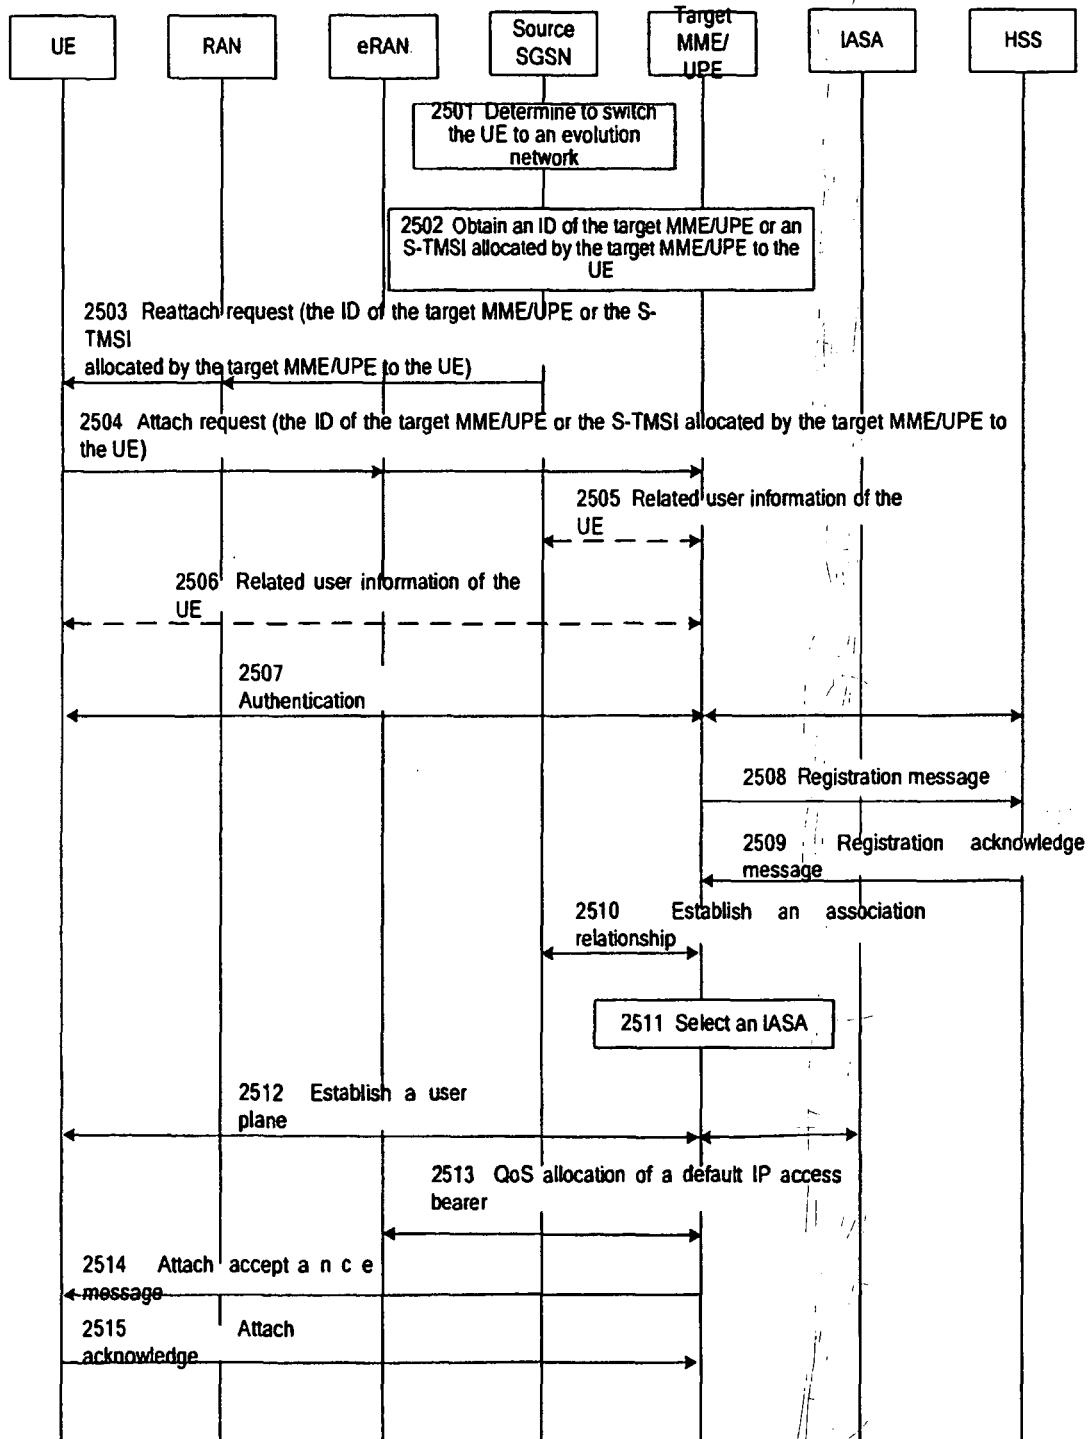 UE
RAN
eRAN
Source
SGSN
Target
MME/
UPE
IASA
HSS
2501 Determine to switch
the UE to an evolution
network
2502 Obtain an ID of the target MME/UPE or an
S-TMSI allocated by the target MME/UPE to the
UE
2503 Reattach request (the ID of the target MME/UPE or the S-
TMSI
allocated by the target MME/UPE to the UE)
2504 Attach request (the ID of the target MME/UPE or the S-TMSI allocated by the target MME/UPE to
the UE)
2505 Related user information of the
UE
2506 Related user information of the
UE
2507
Authentication
2508 Registration message
2509 Registration acknowledge
message
2510 Establish an association
relationship
2511 Select an IASA
2512 Establish a user
plane
2513 QoS allocation of a default IP access
bearer
2514 Attach accept a n c e
message
2515 Attach
acknowledge